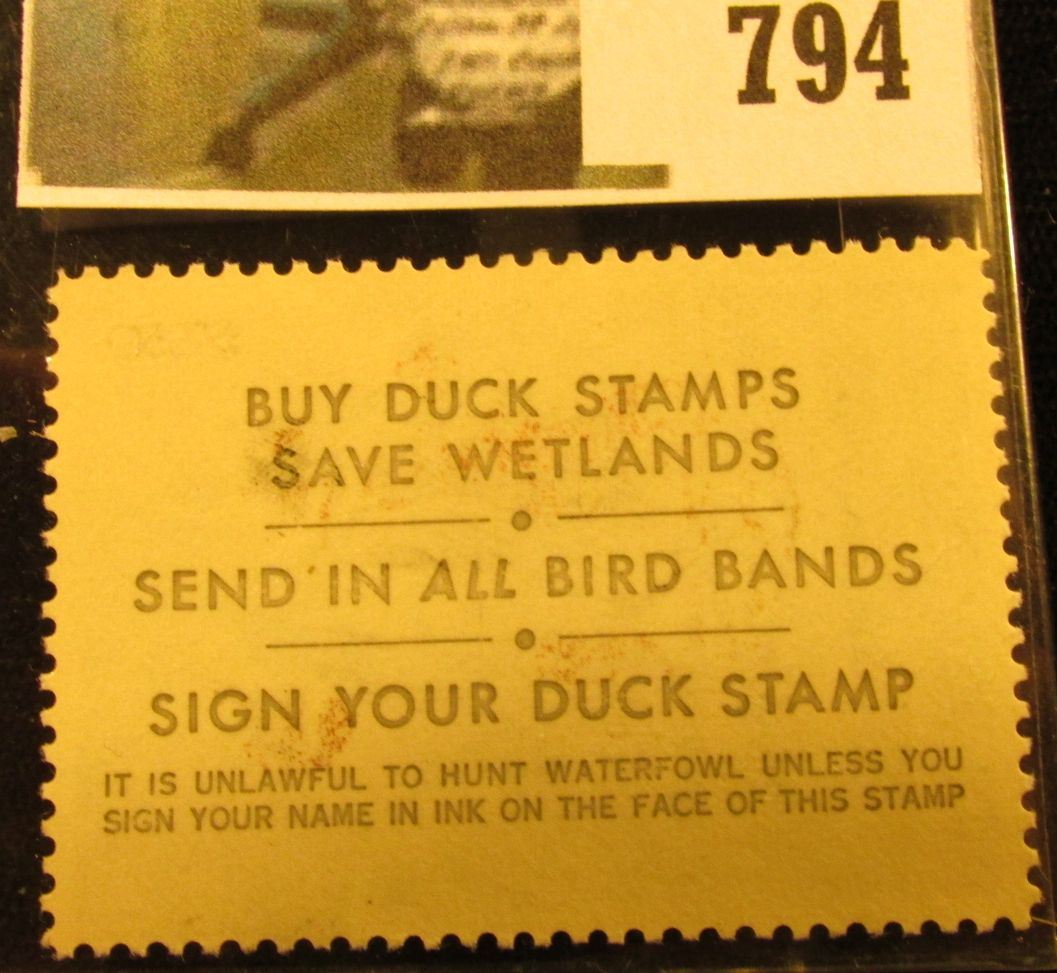 794
BUY DUCK STAMPS
SAVE WETLANDS
SEND IN ALL BIRD BANDS
SIGN YOUR DUCK STAMP
IT IS UNLAWFUL TO HUNT WATERFOWL UNLESS YOU
SIGN YOUR NAME IN INK ON THE FACE OF THIS STAMP